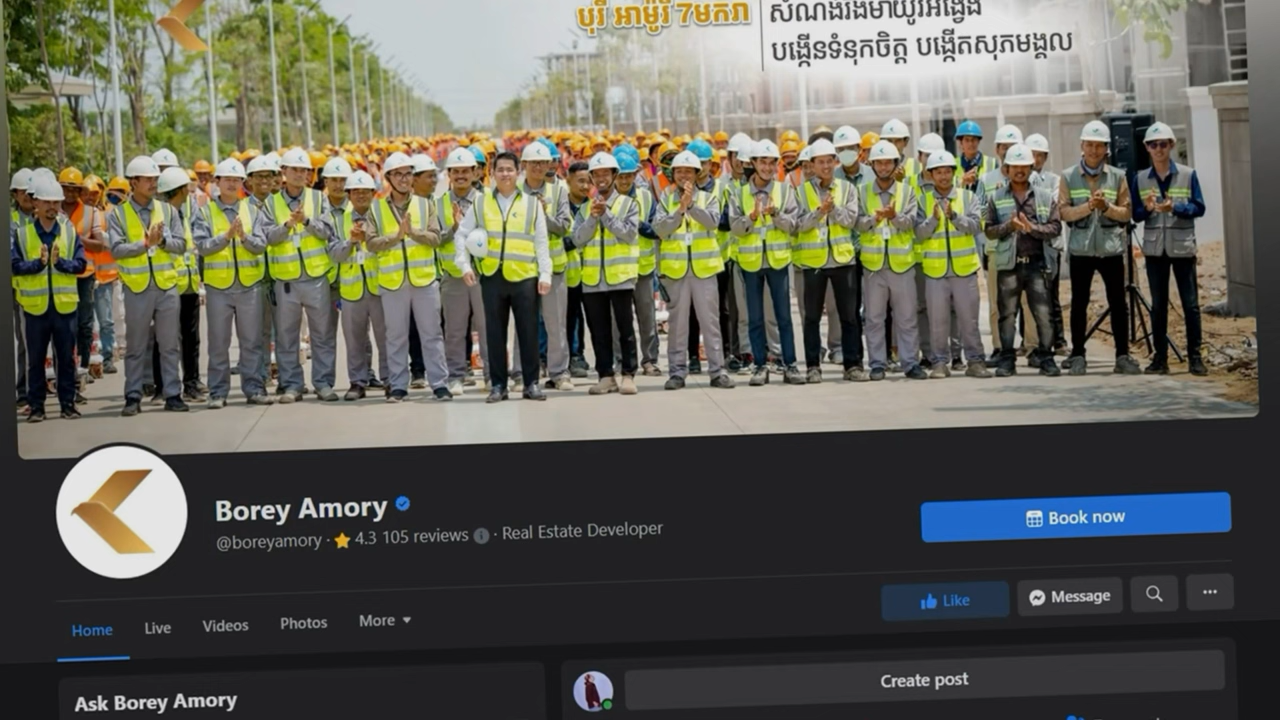 បុរី អាម៉ូរី 7មករា
សំណង់រឹងមាំយូរអង្វែង
បង្កើនទំនុកចិត្ត បង្កើតសុភមង្គល
Borey Amory
@boreyamory · 4.3 105 reviews · Real Estate Developer
Book now
Like
Message
Home
Live
Videos
Photos
More
Ask Borey Amory
Create post